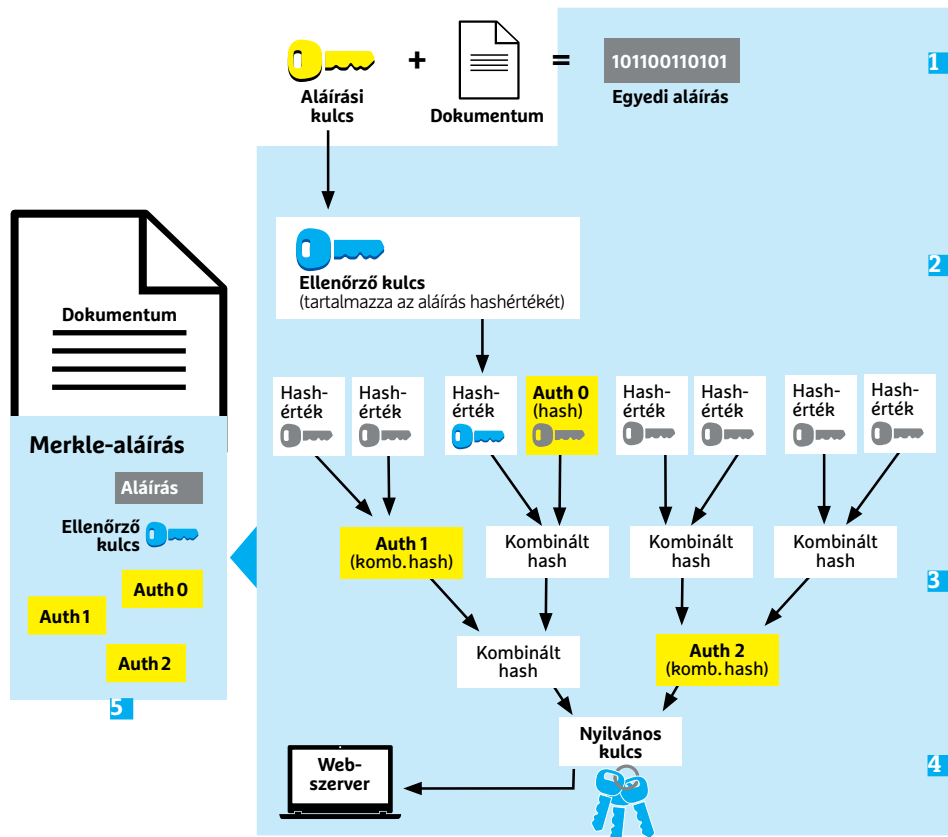 +
=
101100110101
1
Aláírási
kulcs
Dokumentum
Egyedi aláírás
Ellenőrző kulcs
(tartalmazza az aláírás hashértékét)
2
Hash-
érték
Hash-
érték
Hash-
érték
Auth 0
(hash)
Hash-
érték
Hash-
érték
Hash-
érték
Hash-
érték
Auth 1
(komb. hash)
Kombinált
hash
Kombinált
hash
Kombinált
hash
3
Kombinált
hash
Auth 2
(komb. hash)
Nyilvános
kulcs
4
Web-
szerver
Dokumentum
Merkle-aláírás
Aláírás
Ellenőrző
kulcs
Auth 0
Auth 1
Auth 2
5